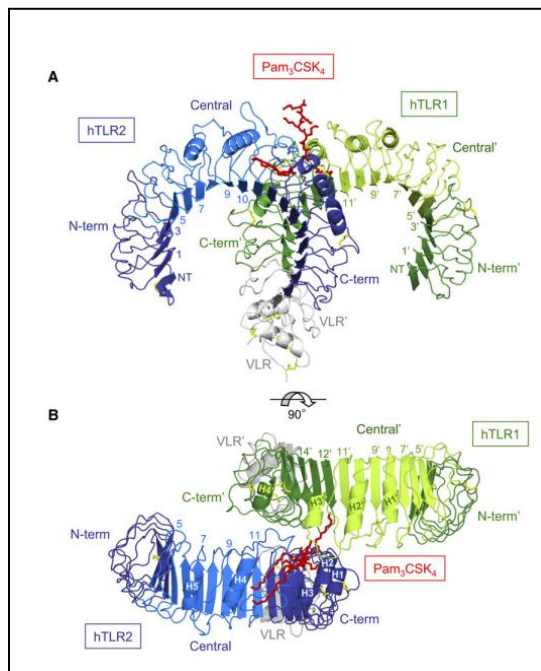 A
Pam3CSK4
hTLR2
Central
hTLR1
Central'
N-term
3
5
7
9
10
11'
9'
7'
5'
3'
1
1'
NT
NT
C-term'
C-term
N-term'
VLR'
VLR
90°
B
Central'
hTLR1
VLR'
14'
12'
11'
9'
7'
5'
C-term'
H4'
H3'
H2'
H1'
N-term'
N-term
5
7
9
11
H5
H4
H3
H2
H1
Pam3CSK4
C-term
VLR
hTLR2
Central